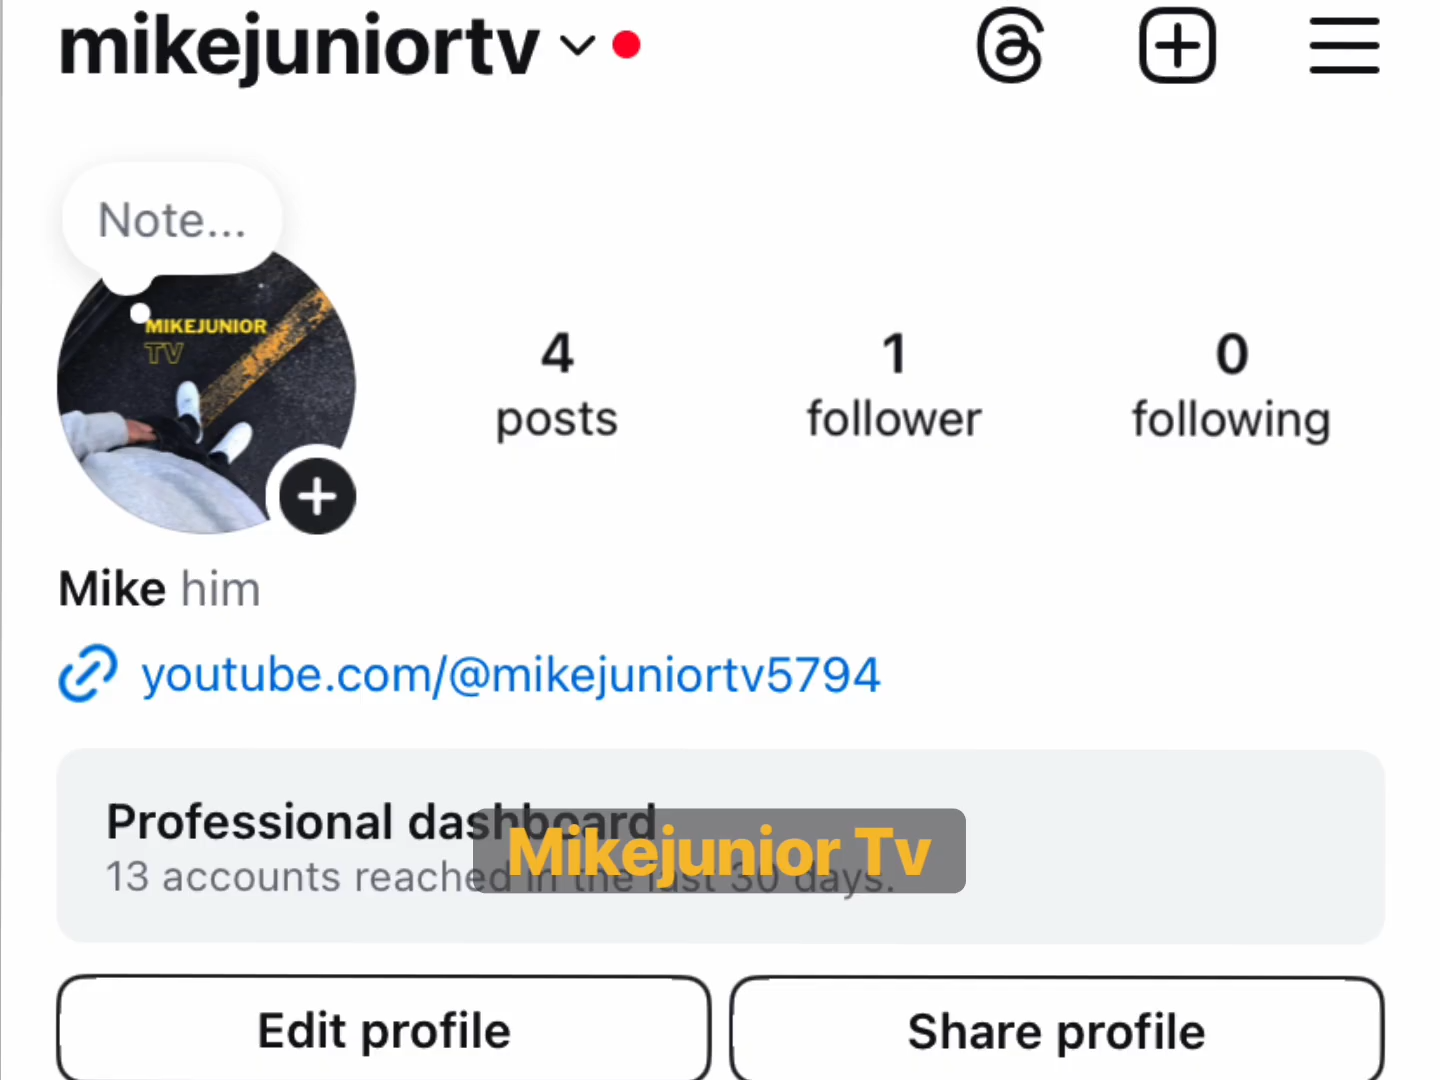 mikejuniortv
Note...
MIKEJUNIOR
TV
4
posts
1
follower
0
following
Mike him
youtube.com/@mikejuniortv5794
Professional dashboard
13 accounts reached in the last 30 days.
Mikejunior Tv
Edit profile
Share profile